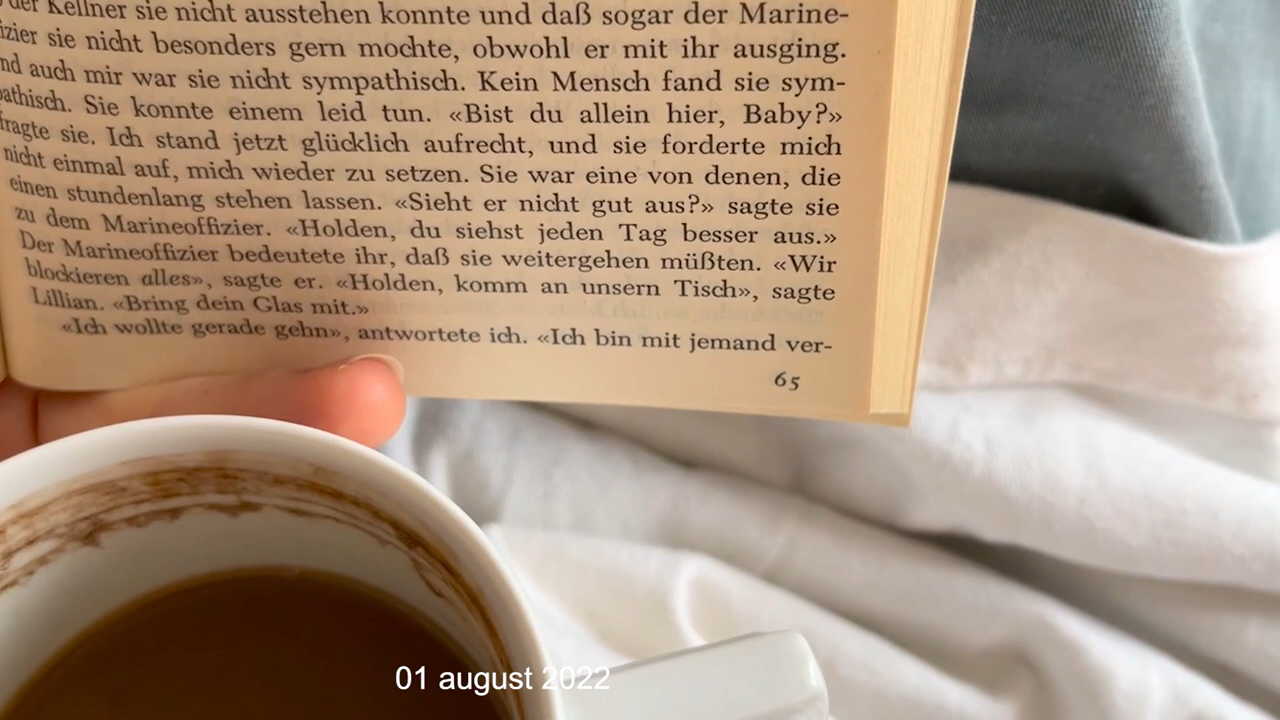 der Kellner sie nicht ausstehen konnte und daß sogar der Marine-
izier sie nicht besonders gern mochte, obwohl er mit ihr ausging.
nd auch mir war sie nicht sympathisch. Kein Mensch fand sie sym-
pathisch. Sie konnte einem leid tun. «Bist du allein hier, Baby?»
fragte sie. Ich stand jetzt glücklich aufrecht, und sie forderte mich
nicht einmal auf, mich wieder zu setzen. Sie war eine von denen, die
einen stundenlang stehen lassen. «Sieht er nicht gut aus?» sagte sie
zu dem Marineoffizier. «Holden, du siehst jeden Tag besser aus.»
Der Marineoffizier bedeutete ihr, daß sie weitergehen müßten. «Wir
blockieren alles», sagte er. «Holden, komm an unsern Tisch», sagte
Lillian. «Bring dein Glas mit.»
«Ich wollte gerade gehn», antwortete ich. «Ich bin mit jemand ver-
65
01 august 2022